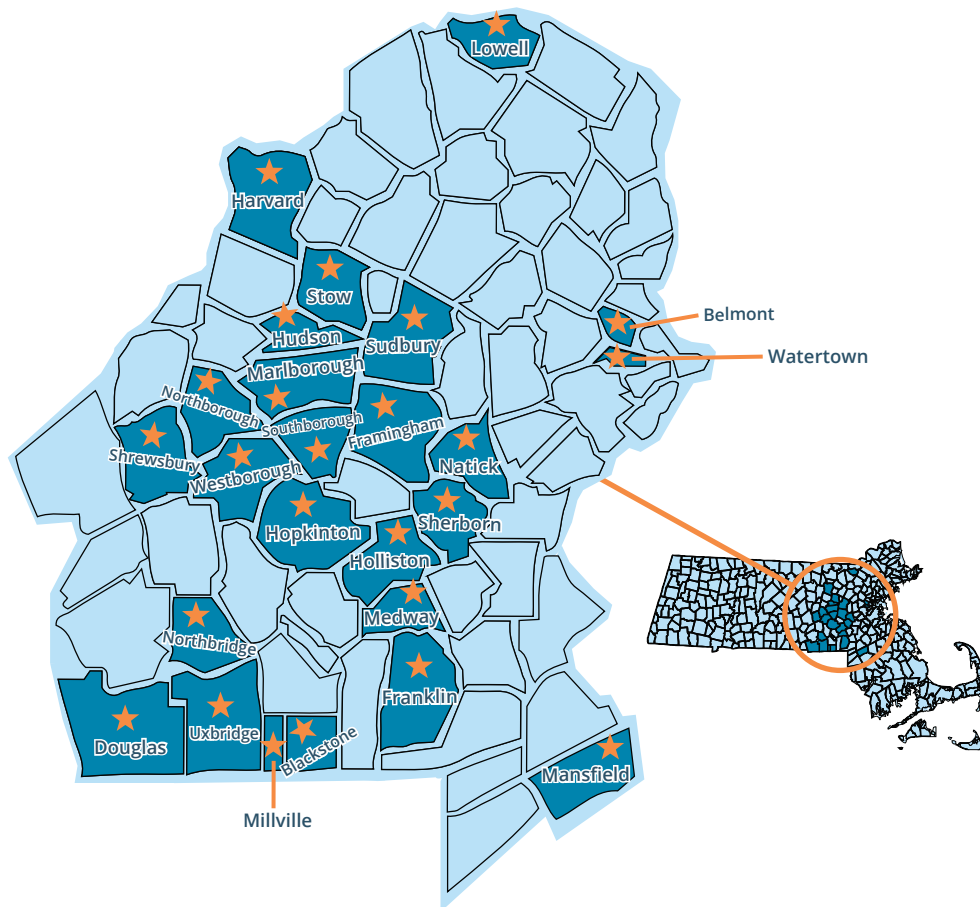 Lowell
Harvard
Stow
Belmont
Hudson
Sudbury
Watertown
Marlborough
Northborough
Southborough
Framingham
Shrewsbury
Westborough
Natick
Hopkinton
Sherborn
Holliston
Medway
Northbridge
Franklin
Uxbridge
Blackstone
Douglas
Mansfield
Millville